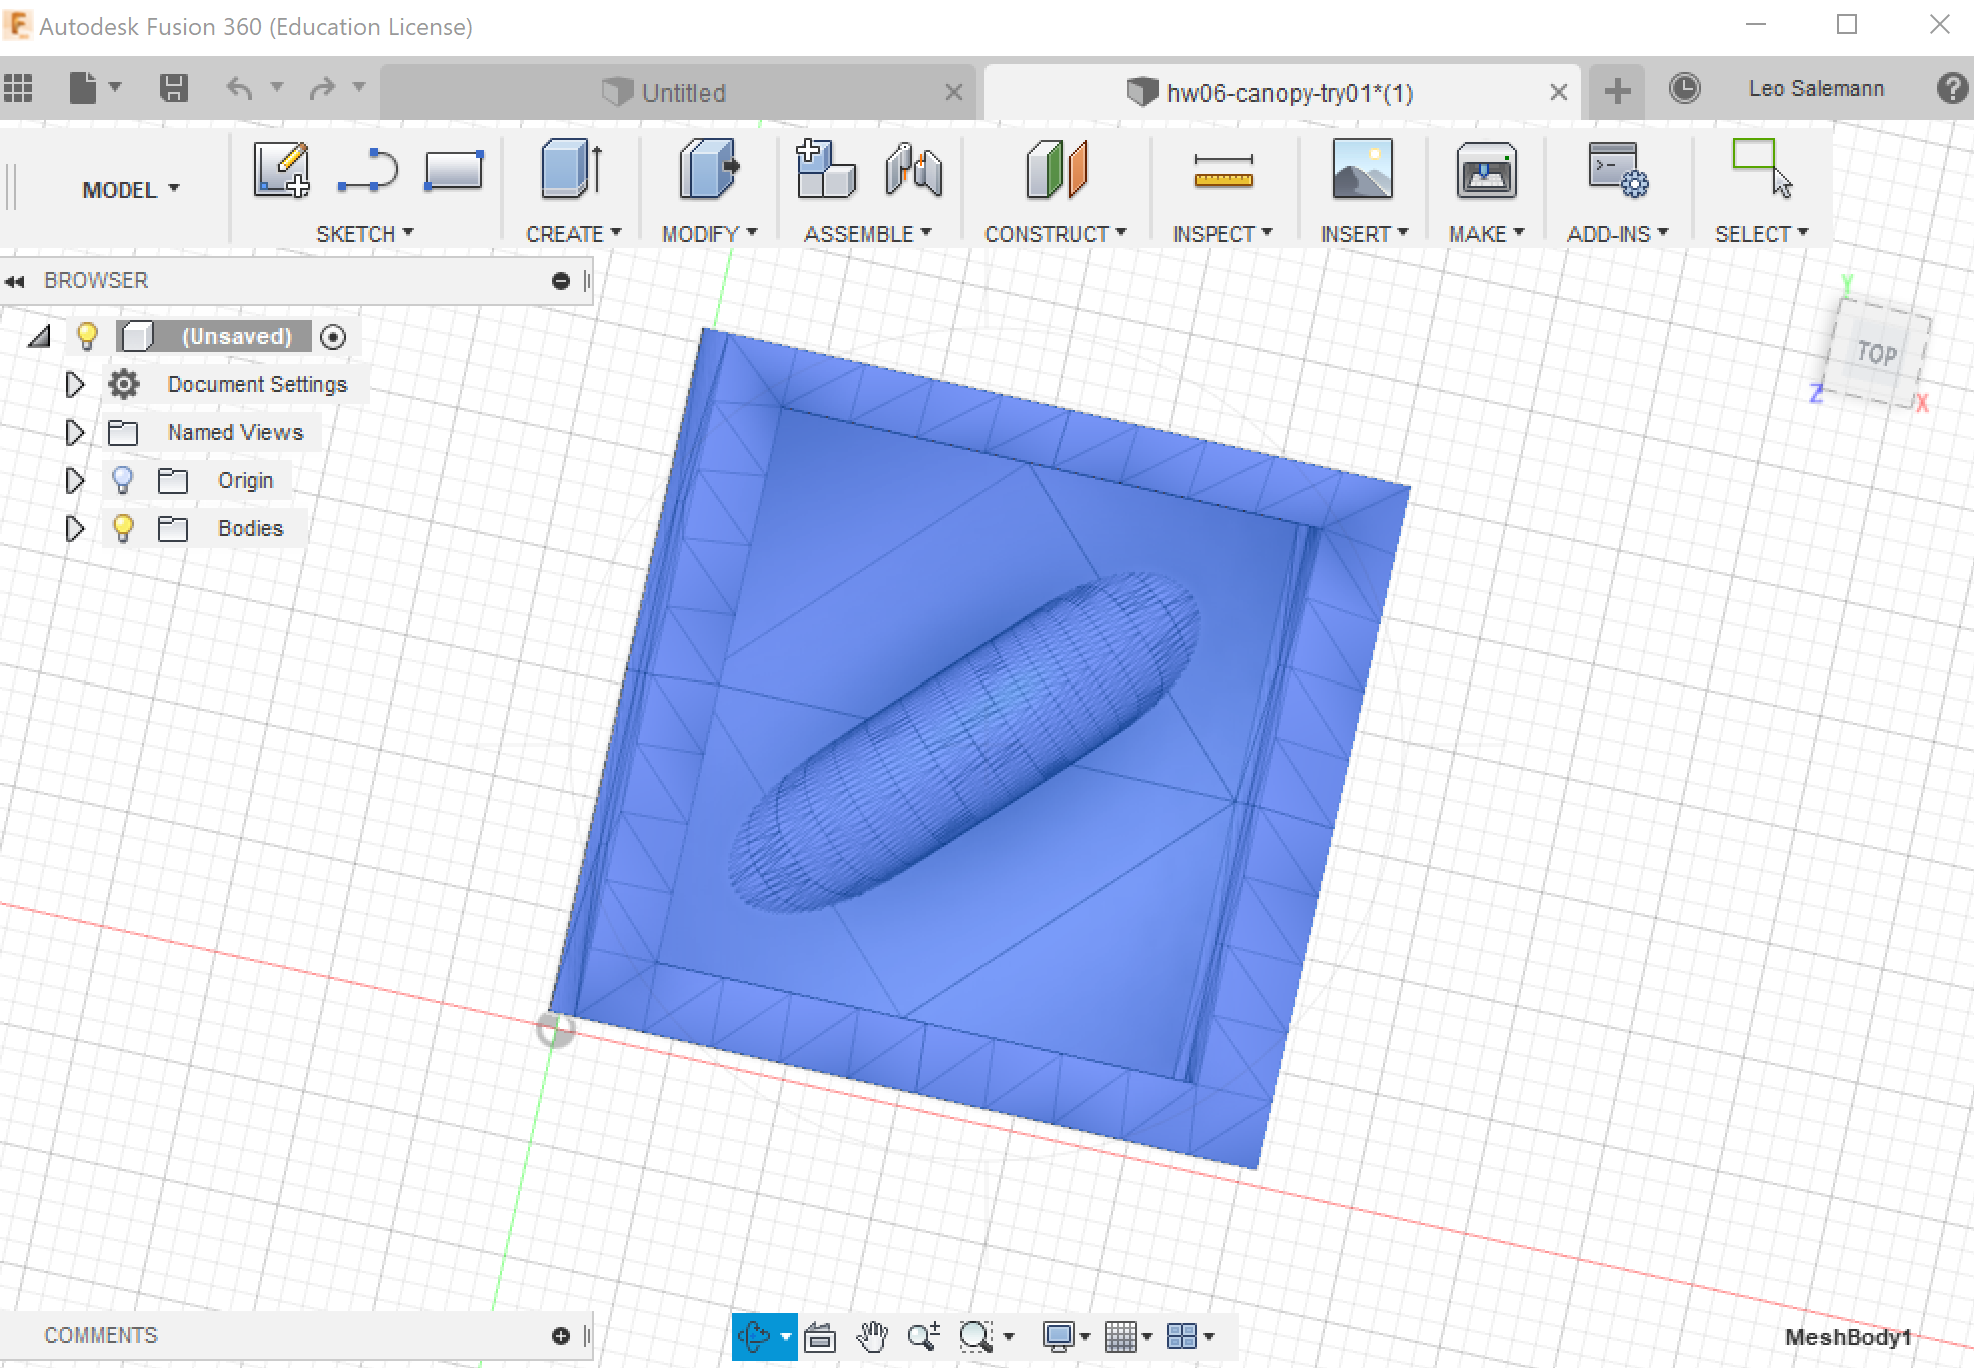 Autodesk Fusion 360 (Education License)
Untitled
hw06-canopy-try01*(1)
Leo Salemann
MODEL
SKETCH
CREATE
MODIFY
ASSEMBLE
CONSTRUCT
INSPECT
INSERT
MAKE
ADD-INS
SELECT
BROWSER
(Unsaved)
Document Settings
Named Views
Origin
Bodies
Y
TOP
Z
X
COMMENTS
MeshBody1